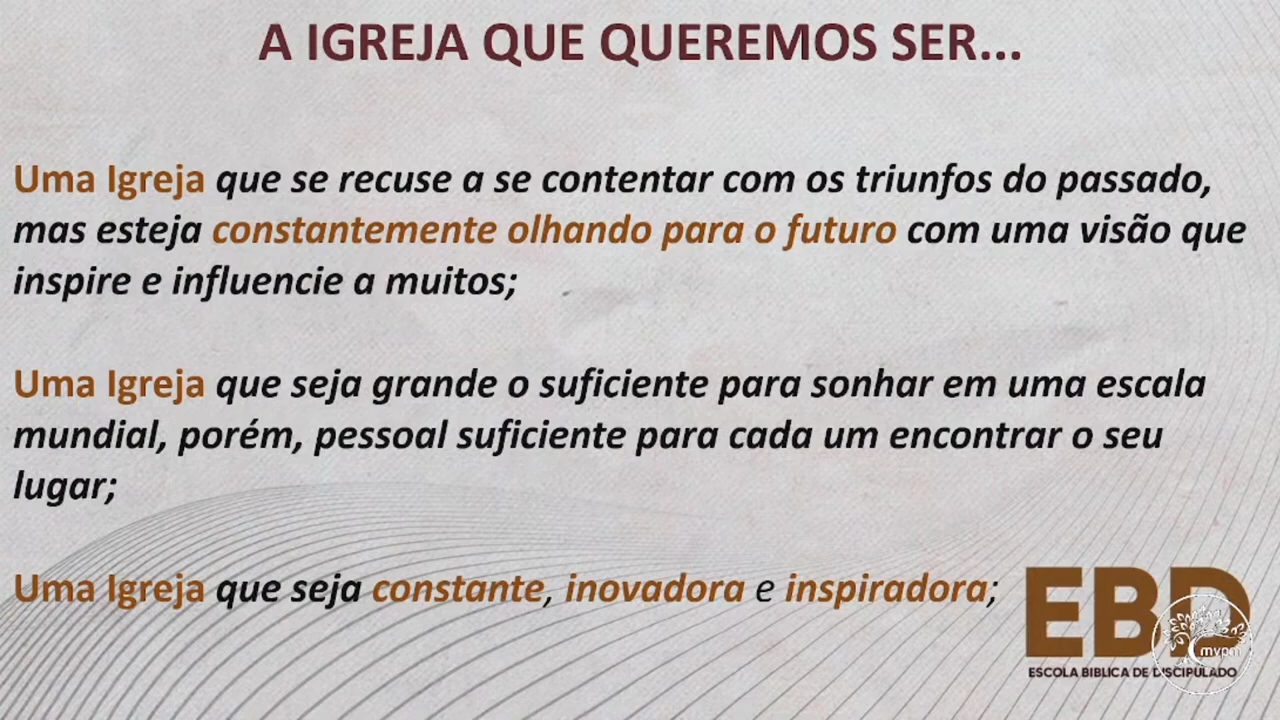 A IGREJA QUE QUEREMOS SER...
Uma Igreja que se recuse a se contentar com os triunfos do passado,
mas esteja constantemente olhando para o futuro com uma visão que
inspire e influencie a muitos;
Uma Igreja que seja grande o suficiente para sonhar em uma escala
mundial, porém, pessoal suficiente para cada um encontrar o seu
lugar;
Uma Igreja que seja constante, inovadora e inspiradora;
EBD
mvpm
ESCOLA BIBLICA DE DISCIPULADO